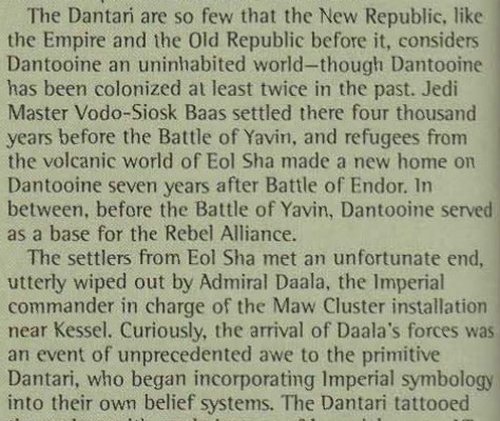 The Dantari are so few that the New Republic, like
the Empire and the Old Republic before it, considers
Dantooine an uninhabited world—though Dantooine
has been colonized at least twice in the past. Jedi
Master Vodo-Siosk Baas settled there four thousand
years before the Battle of Yavin, and refugees from
the volcanic world of Eol Sha made a new home on
Dantooine seven years after Battle of Endor. In
between, before the Battle of Yavin, Dantooine served
as a base for the Rebel Alliance.
The settlers from Eol Sha met an unfortunate end,
utterly wiped out by Admiral Daala, the Imperial
commander in charge of the Maw Cluster installation
near Kessel. Curiously, the arrival of Daala's forces was
an event of unprecedented awe to the primitive
Dantari, who began incorporating Imperial symbology
into their own belief systems. The Dantari tattooed